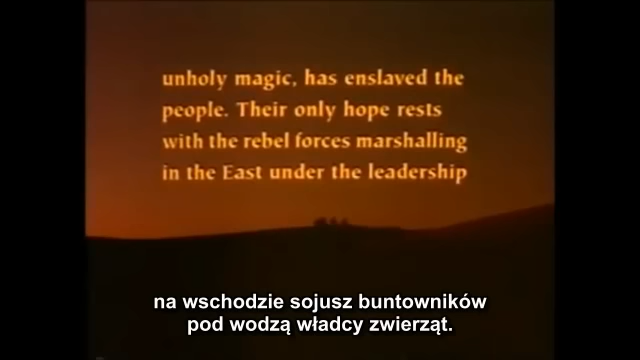 unholy magic, has enslaved the
people. Their only hope rests
with the rebel forces marshalling
in the East under the leadership
na wschodzie sojusz buntowników
pod wodzą władcy zwierząt.